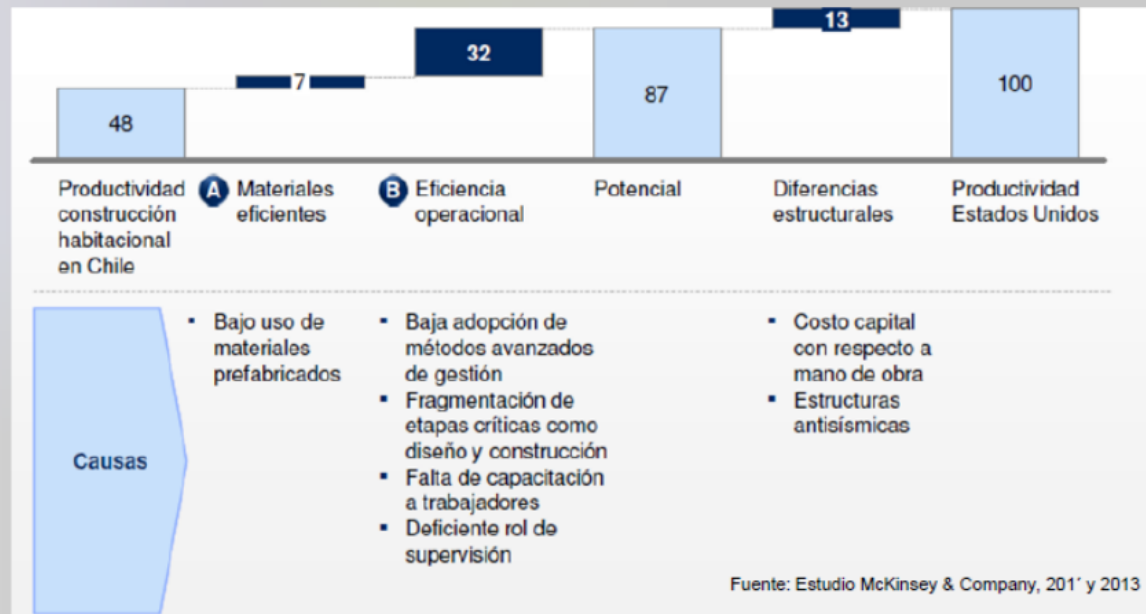 48
7
32
87
13
100
Productividad
construcción
habitacional
en Chile
A Materiales
eficientes
B Eficiencia
operacional
Potencial
Diferencias
estructurales
Productividad
Estados Unidos
Causas
▪ Bajo uso de
materiales
prefabricados
▪ Baja adopción de
métodos avanzados
de gestión
▪ Fragmentación de
etapas críticas como
diseño y construcción
▪ Falta de capacitación
a trabajadores
▪ Deficiente rol de
supervisión
▪ Costo capital
con respecto a
mano de obra
▪ Estructuras
antisísmicas
Fuente: Estudio McKinsey & Company, 201´ y 2013